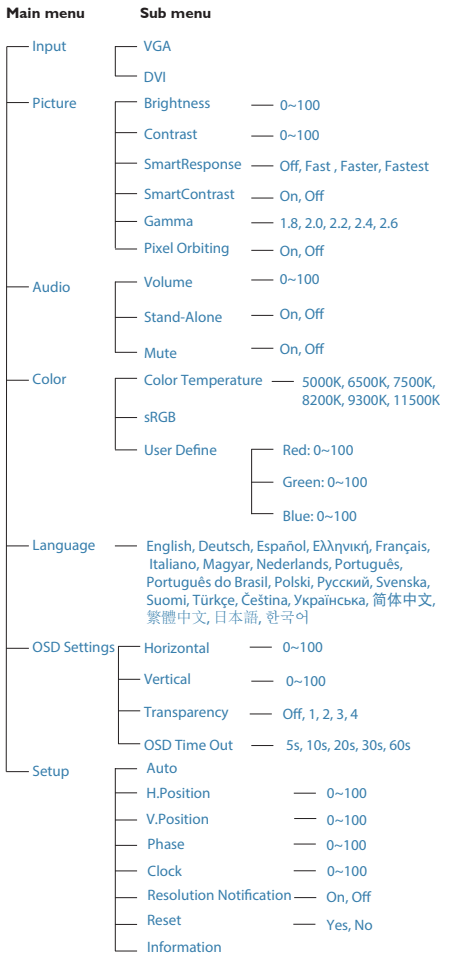 Main menu Sub menu
Input VGA
DVI
Picture Brightness 0~100
Contrast 0~100
SmartResponse Off, Fast , Faster, Fastest
SmartContrast On, Off
Gamma 1.8, 2.0, 2.2, 2.4, 2.6
Pixel Orbiting On, Off
Audio Volume 0~100
Stand-Alone On, Off
Mute On, Off
Color Color Temperature 5000K, 6500K, 7500K,
8200K, 9300K, 11500K
sRGB
User Define Red: 0~100
Green: 0~100
Blue: 0~100
Language English, Deutsch, Español, Ελληνική, Français,
Italiano, Magyar, Nederlands, Português,
Português do Brasil, Polski, Русский, Svenska,
Suomi, Türkçe, Čeština, Українська, 简体中文,
繁體中文, 日本語, 한국어
OSD Settings Horizontal 0~100
Vertical 0~100
Transparency Off, 1, 2, 3, 4
OSD Time Out 5s, 10s, 20s, 30s, 60s
Setup Auto
H.Position 0~100
V.Position 0~100
Phase 0~100
Clock 0~100
Resolution Notification On, Off
Reset Yes, No
Information